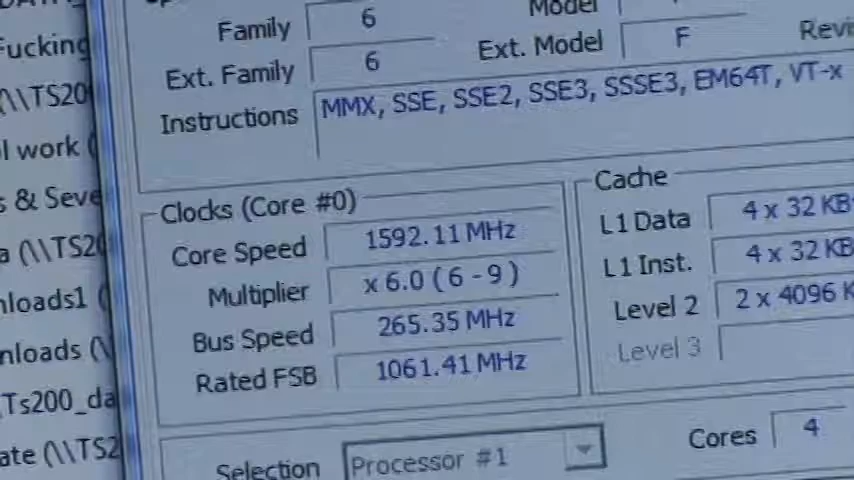 Family 6 Model
Fucking Ext. Family 6 Ext. Model F
(\\TS20 Instructions MMX, SSE, SSE2, SSE3, SSSE3, EM64T, VT-x
l work (
s & Seve Clocks (Core #0) Cache
a (\\TS20 Core Speed 1592.11 MHz L1 Data 4 x 32 KB
nloads1 ( Multiplier x 6.0 ( 6 - 9 ) L1 Inst. 4 x 32 KB
nloads (\ Bus Speed 265.35 MHz Level 2 2 x 4096 K
Ts200_da Rated FSB 1061.41 MHz Level 3
ate (\\TS2 Selection Processor #1 Cores 4